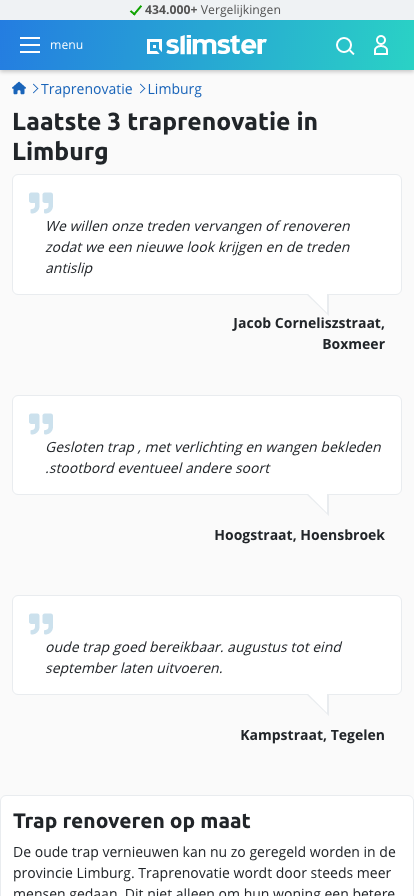 434.000+ Vergelijkingen
menu
slimster
Traprenovatie
Limburg
Laatste 3 traprenovatie in
Limburg
We willen onze treden vervangen of renoveren
zodat we een nieuwe look krijgen en de treden
antislip
Jacob Corneliszstraat,
Boxmeer
Gesloten trap , met verlichting en wangen bekleden
.stootbord eventueel andere soort
Hoogstraat, Hoensbroek
oude trap goed bereikbaar. augustus tot eind
september laten uitvoeren.
Kampstraat, Tegelen
Trap renoveren op maat
De oude trap vernieuwen kan nu zo geregeld worden in de
provincie Limburg. Traprenovatie wordt door steeds meer
mensen gedaan. Dit niet alleen om hun woning een betere